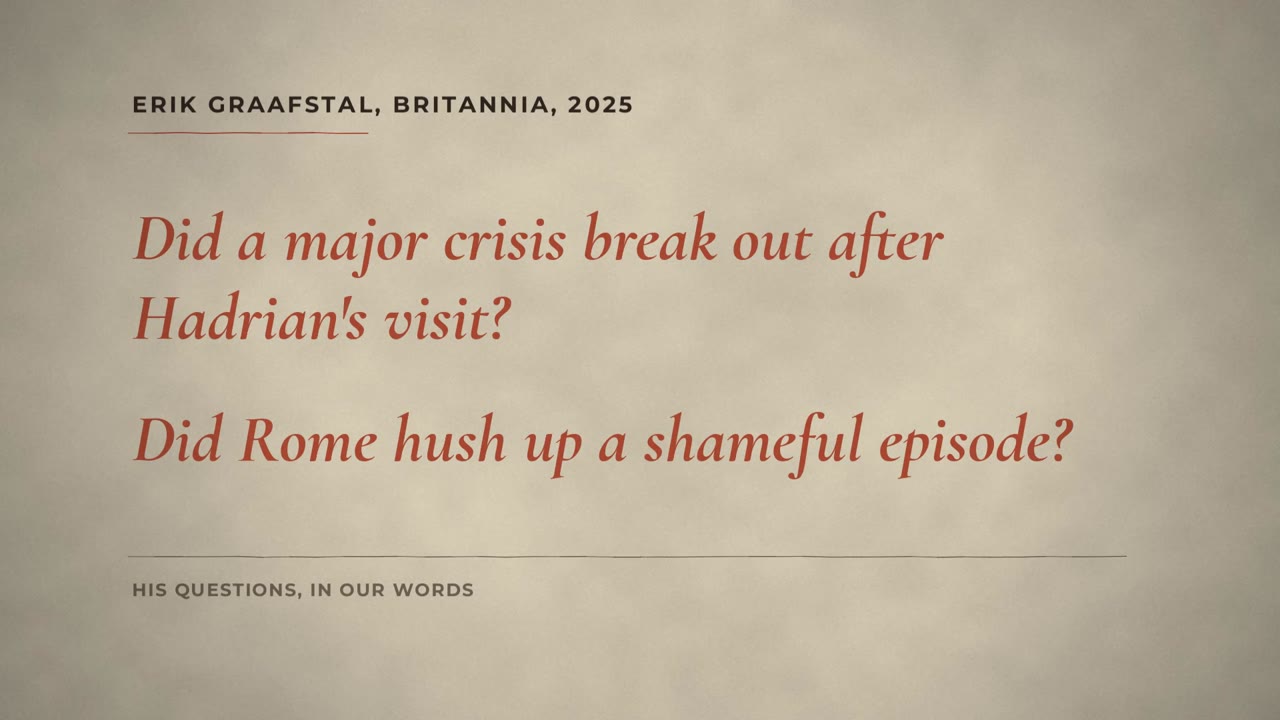 ERIK GRAAFSTAL, BRITANNIA, 2025
Did a major crisis break out after
Hadrian's visit?
Did Rome hush up a shameful episode?
HIS QUESTIONS, IN OUR WORDS